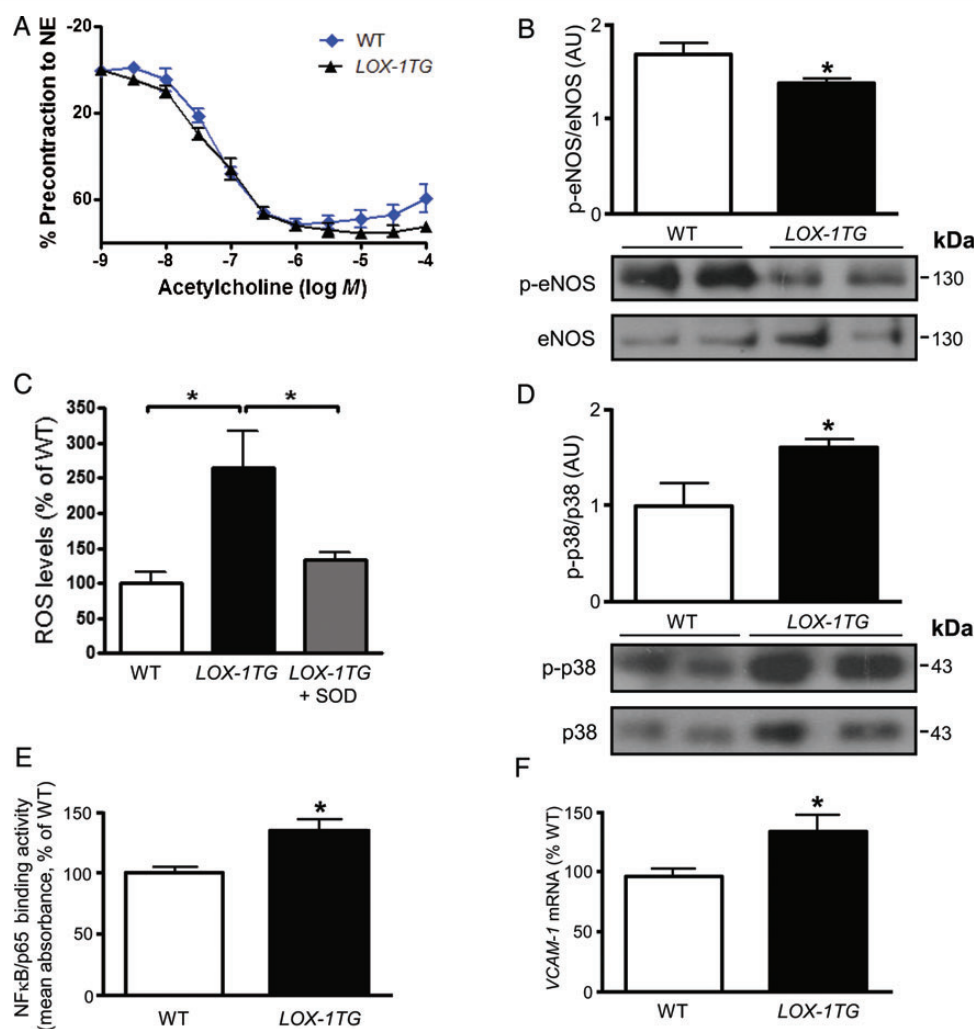 A
% Precontraction to NE
-20
20
60
-9
-8
-7
-6
-5
-4
Acetylcholine (log M)
WT
LOX-1TG
B
p-eNOS/eNOS (AU)
2
1
0
*
WT
LOX-1TG
kDa
p-eNOS
130
eNOS
130
C
ROS levels (% of WT)
350
300
250
200
150
100
50
0
*
*
WT
LOX-1TG
LOX-1TG
+ SOD
D
p-p38/p38 (AU)
2
1
0
*
WT
LOX-1TG
kDa
p-p38
43
p38
43
E
NFκB/p65 binding activity
(mean absorbance, % of WT)
150
100
50
0
*
WT
LOX-1TG
F
VCAM-1 mRNA (% WT)
150
100
50
0
*
WT
LOX-1TG